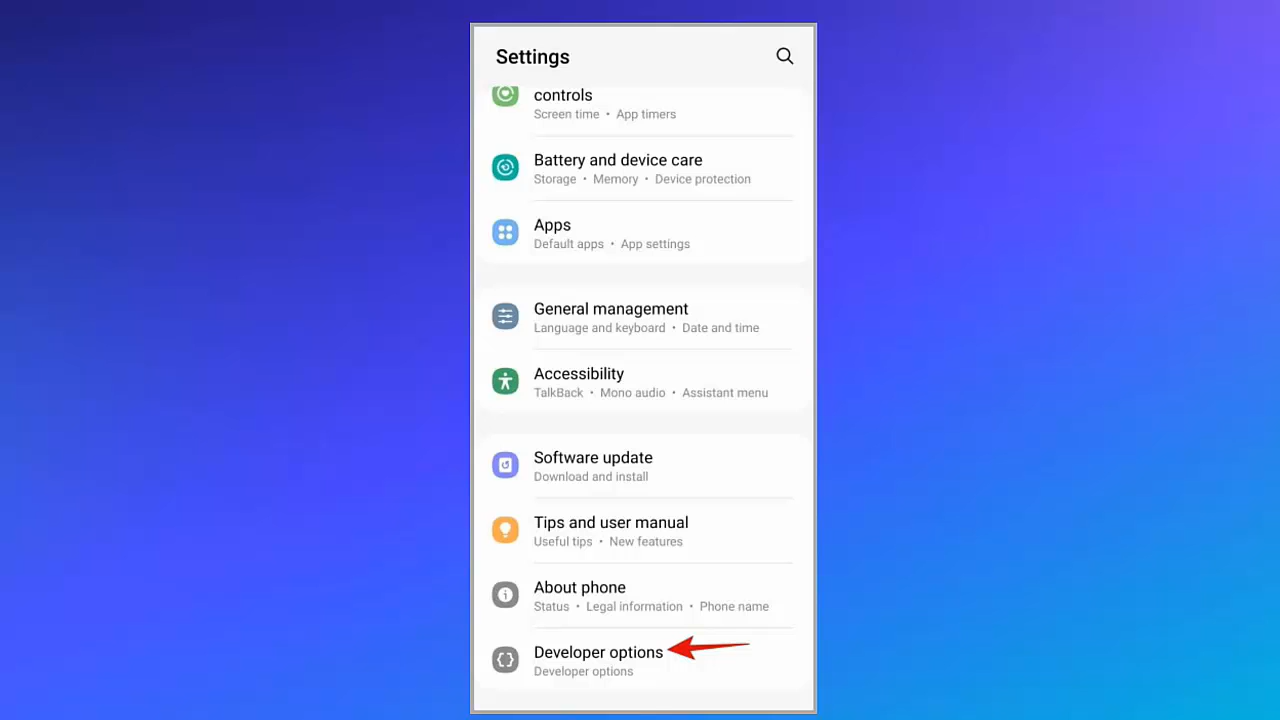 Settings
controls
Screen time • App timers
Battery and device care
Storage • Memory • Device protection
Apps
Default apps • App settings
General management
Language and keyboard • Date and time
Accessibility
TalkBack • Mono audio • Assistant menu
Software update
Download and install
Tips and user manual
Useful tips • New features
About phone
Status • Legal information • Phone name
Developer options
Developer options